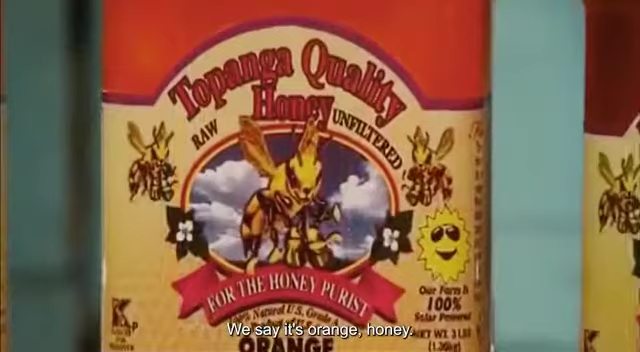 Topanga Quality
Honey
RAW
UNFILTERED
FOR THE HONEY PURIST
Natural U.S. Grade A
Our Farm is
100%
Solar Powered
We say it's orange, honey.
ORANGE
NET WT. 3 LBS
K